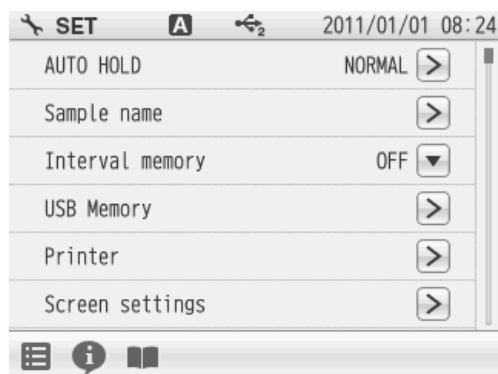 SET A 2 2011/01/01 08:24
AUTO HOLD NORMAL
Sample name
Interval memory OFF
USB Memory
Printer
Screen settings